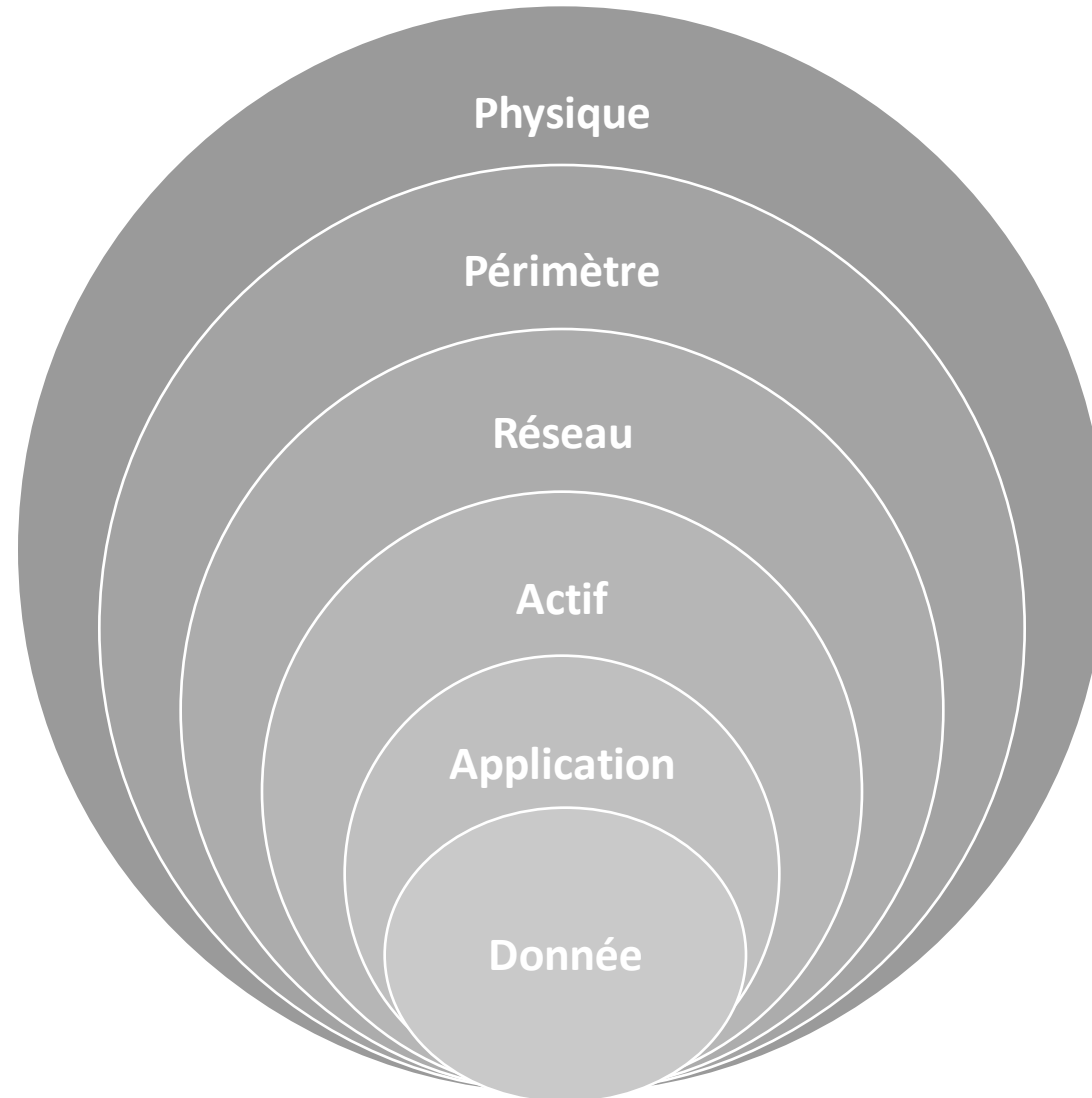 Physique
Périmètre
Réseau
Actif
Application
Donnée